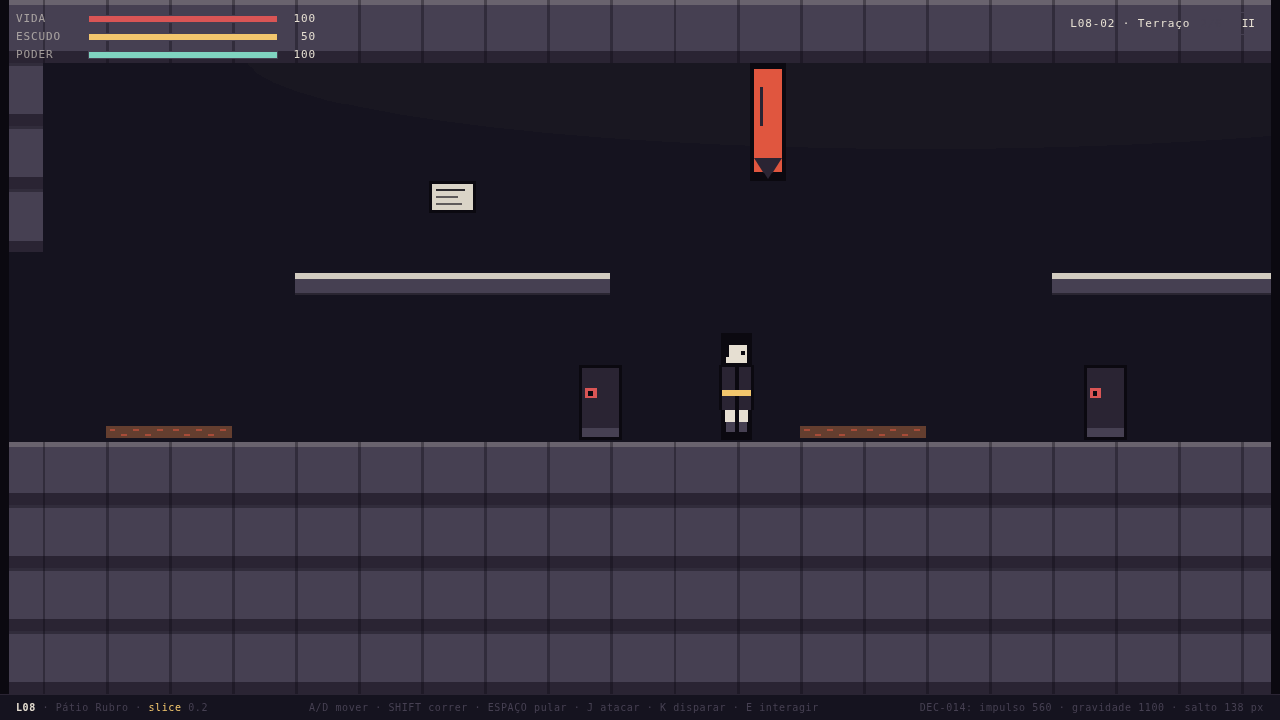 VIDA 100
ESCUDO 50
PODER 100
L08-02 · Terraço II
L08 · Pátio Rubro · slice 0.2
A/D mover · SHIFT correr · ESPAÇO pular · J atacar · K disparar · E interagir
DEC-014: impulso 560 · gravidade 1100 · salto 138 px